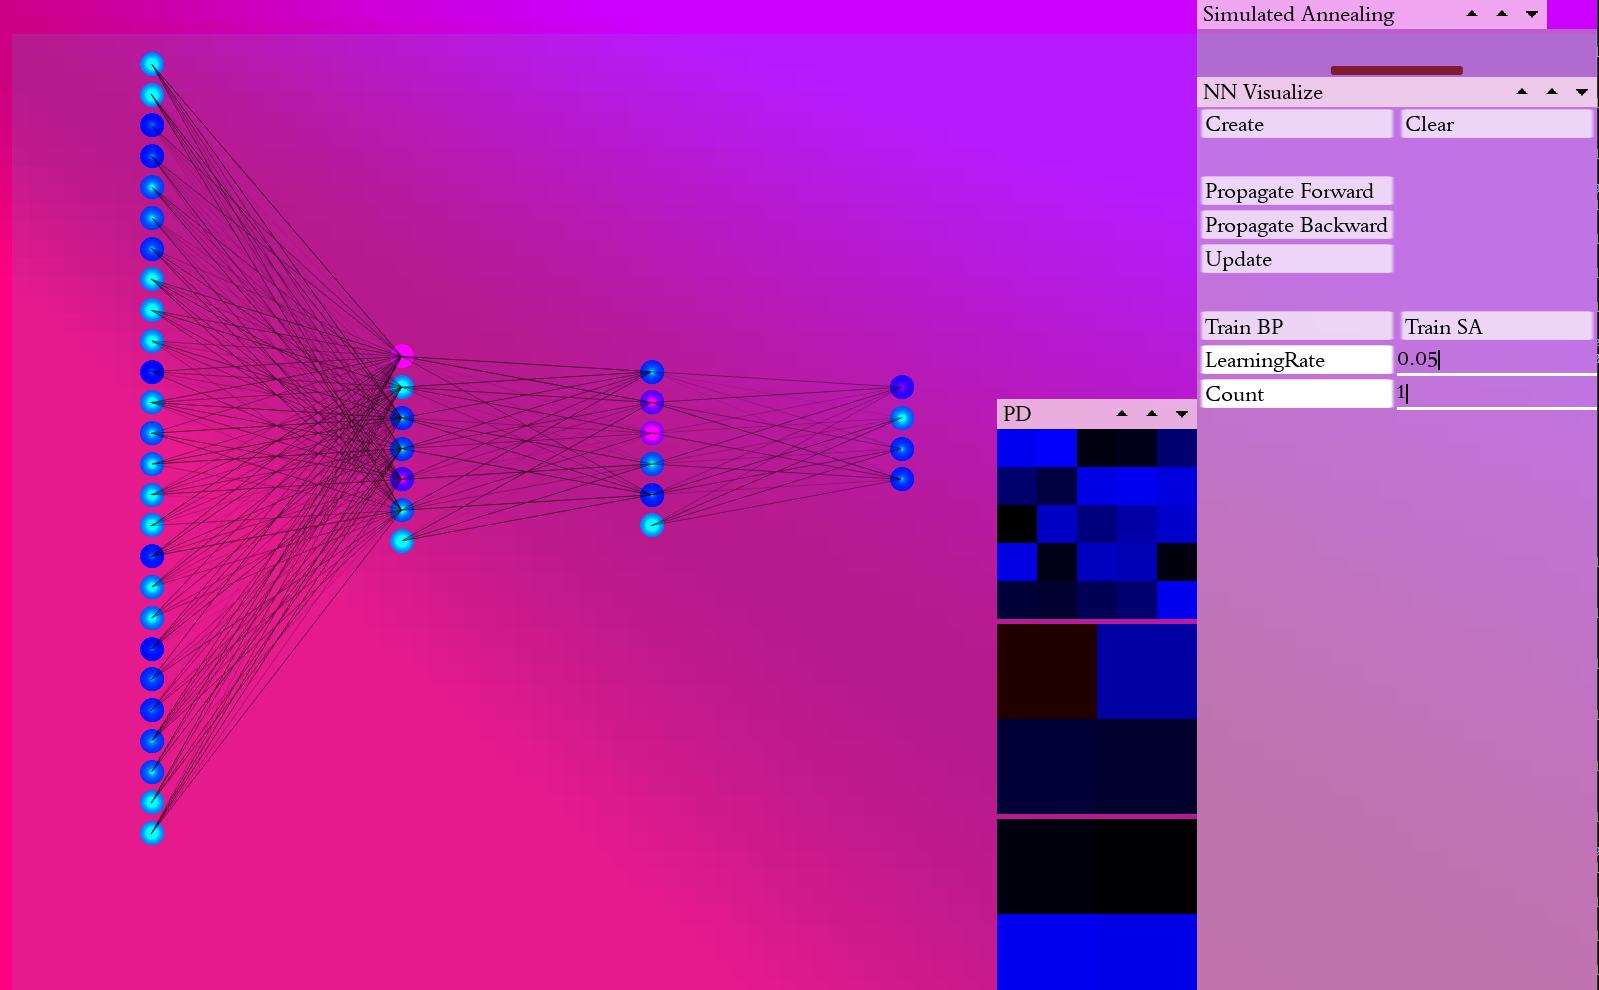 Simulated Annealing
NN Visualize
Create Clear
Propagate Forward
Propagate Backward
Update
Train BP Train SA
LearningRate 0.05
Count 1
PD